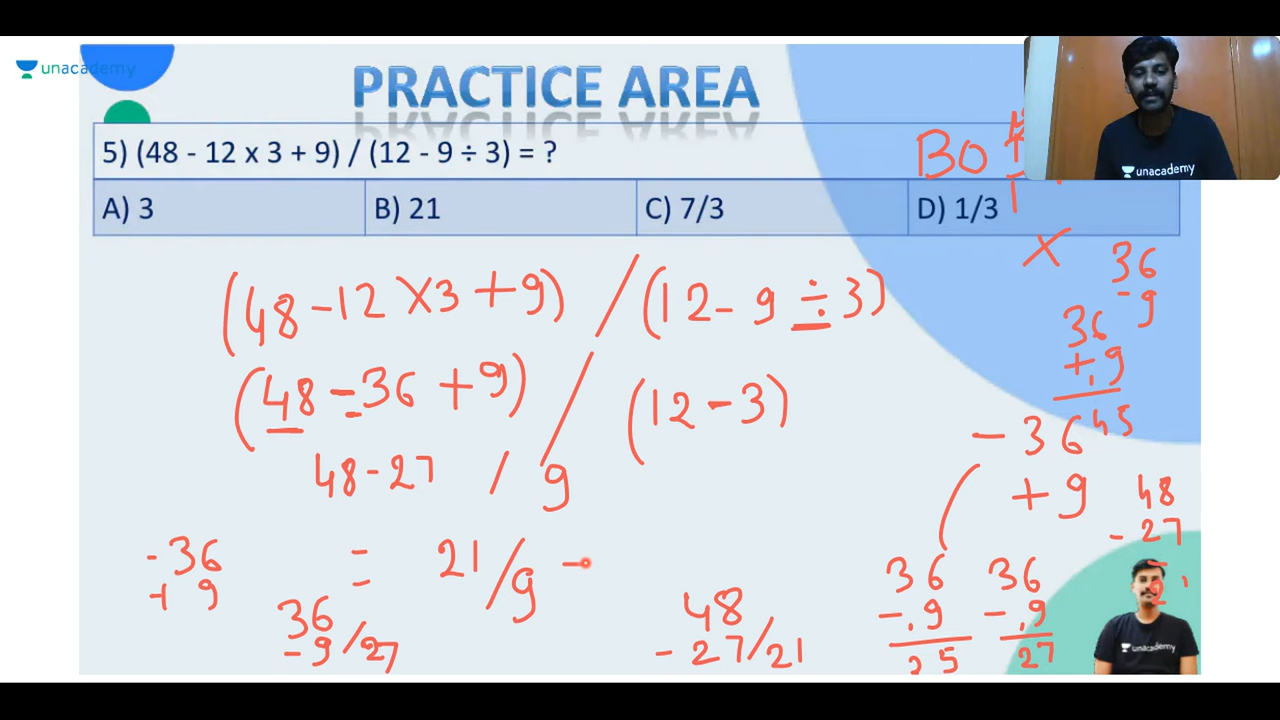 unacademy
PRACTICE AREA
unacademy
5) (48 - 12 x 3 + 9) / (12 - 9 ÷ 3) = ?
A) 3
B) 21
C) 7/3
D) 1/3
BO
×
(48 - 12 × 3 + 9) / (12 - 9 ÷ 3)
(48 - 36 + 9) / (12 - 3)
48 - 27 / 9
= 21/9 -
- 36
+ 9
36
- 9 / 27
48
- 27 / 21
36
- 9
36
+ 9
45
- 36
+ 9
48
- 27
36
- 9
25
36
- 9
27
unacademy